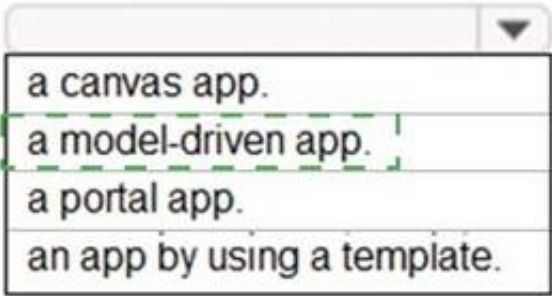 a canvas app.
a model-driven app.
a portal app.
an app by using a template.